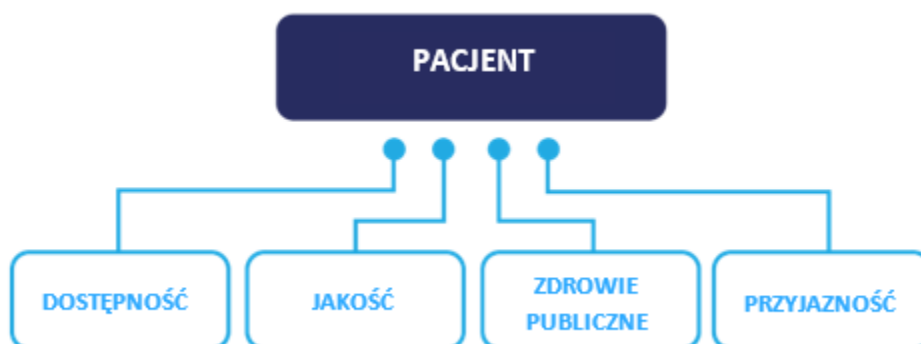 PACJENT
DOSTĘPNOŚĆ
JAKOŚĆ
ZDROWIE
PUBLICZNE
PRZYJAZNOŚĆ